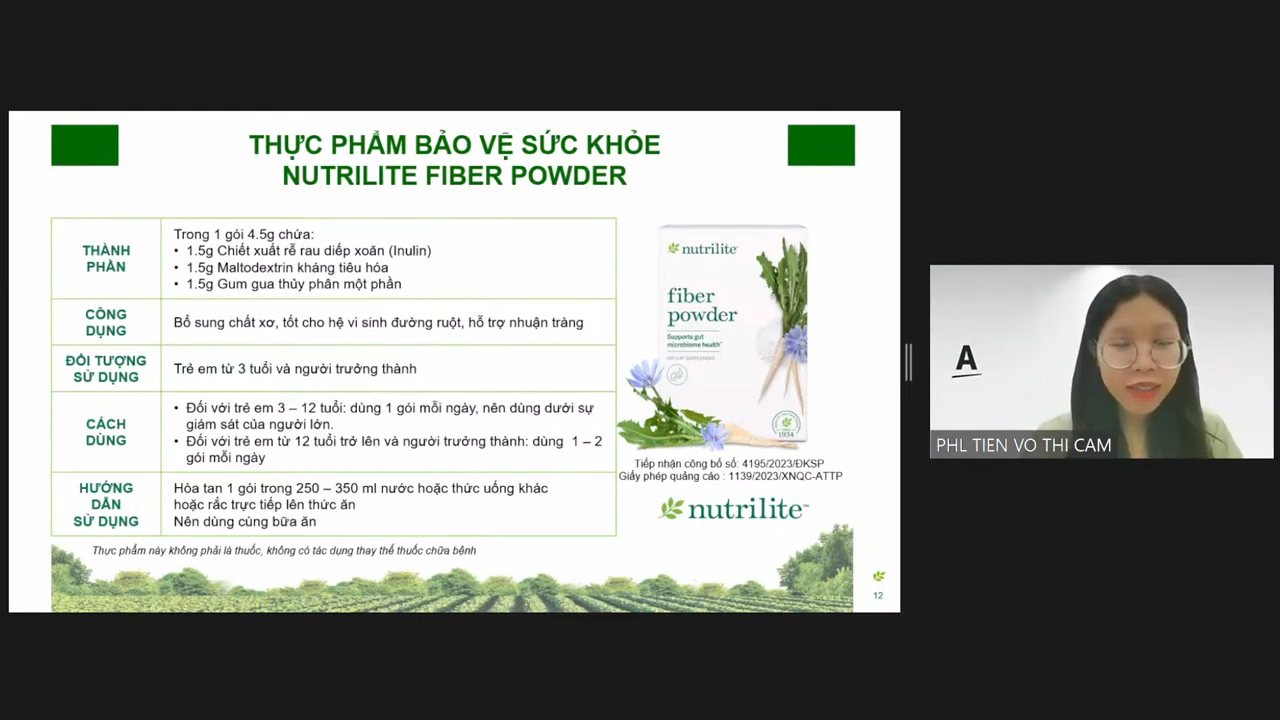 THỰC PHẨM BẢO VỆ SỨC KHỎE
NUTRILITE FIBER POWDER
THÀNH
PHẦN
Trong 1 gói 4.5g chứa:
• 1.5g Chiết xuất rễ rau diếp xoăn (Inulin)
• 1.5g Maltodextrin kháng tiêu hóa
• 1.5g Gum gua thủy phân một phần
CÔNG
DỤNG
Bổ sung chất xơ, tốt cho hệ vi sinh đường ruột, hỗ trợ nhuận tràng
ĐỐI TƯỢNG
SỬ DỤNG
Trẻ em từ 3 tuổi và người trưởng thành
CÁCH
DÙNG
• Đối với trẻ em 3 – 12 tuổi: dùng 1 gói mỗi ngày, nên dùng dưới sự
giám sát của người lớn.
• Đối với trẻ em từ 12 tuổi trở lên và người trưởng thành: dùng 1 – 2
gói mỗi ngày
HƯỚNG
DẪN
SỬ DỤNG
Hòa tan 1 gói trong 250 – 350 ml nước hoặc thức uống khác
hoặc rắc trực tiếp lên thức ăn
Nên dùng cùng bữa ăn
Thực phẩm này không phải là thuốc, không có tác dụng thay thế thuốc chữa bệnh
nutrilite
fiber
powder
Supports gut
microbiome health
DIETARY SUPPLEMENT
1934
Tiếp nhận công bố số: 4195/2023/ĐKSP
Giấy phép quảng cáo : 1139/2023/XNQC-ATTP
nutrilite™
12
A
PHL TIEN VO THI CAM